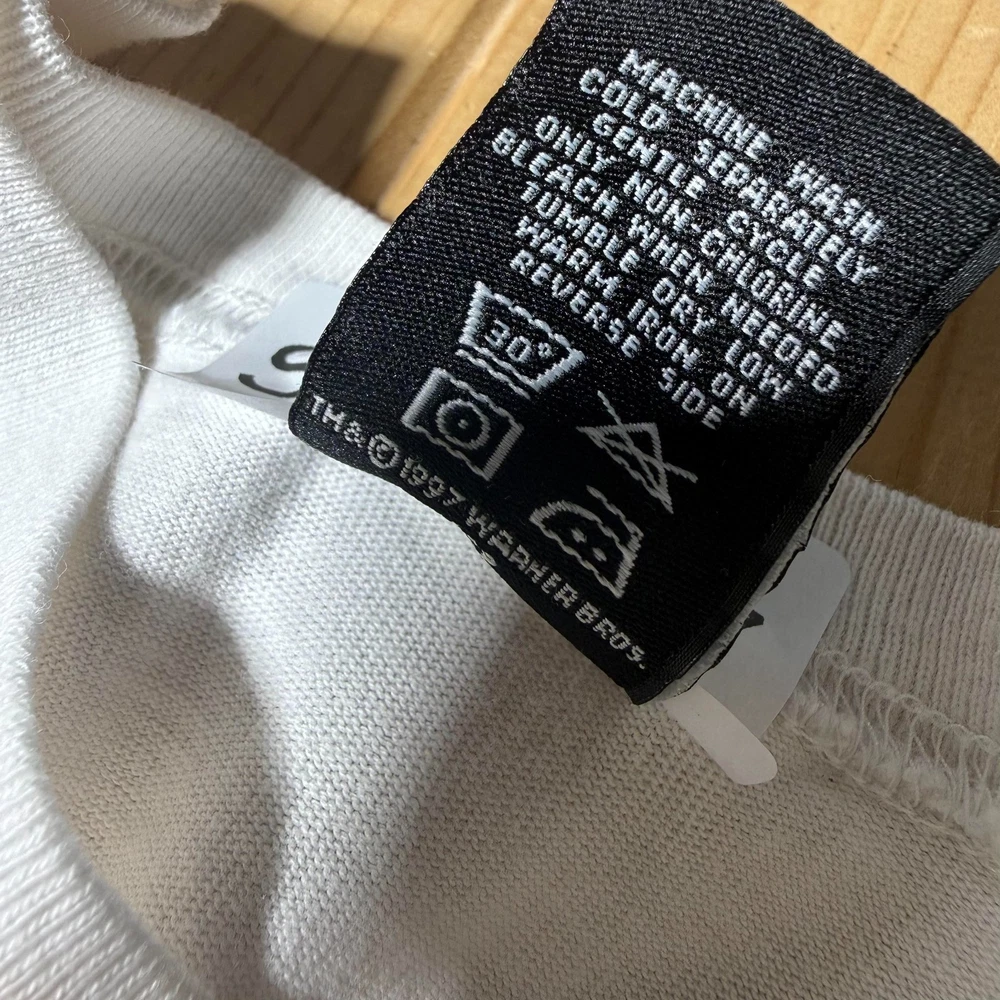 MACHINE WASH
COLD SEPARATELY
GENTLE CYCLE
ONLY NON-CHLORINE
BLEACH WHEN NEEDED
TUMBLE DRY LOW
WARM IRON ON
REVERSE SIDE
30°
TM & © 1997 WARNER BROS.
S